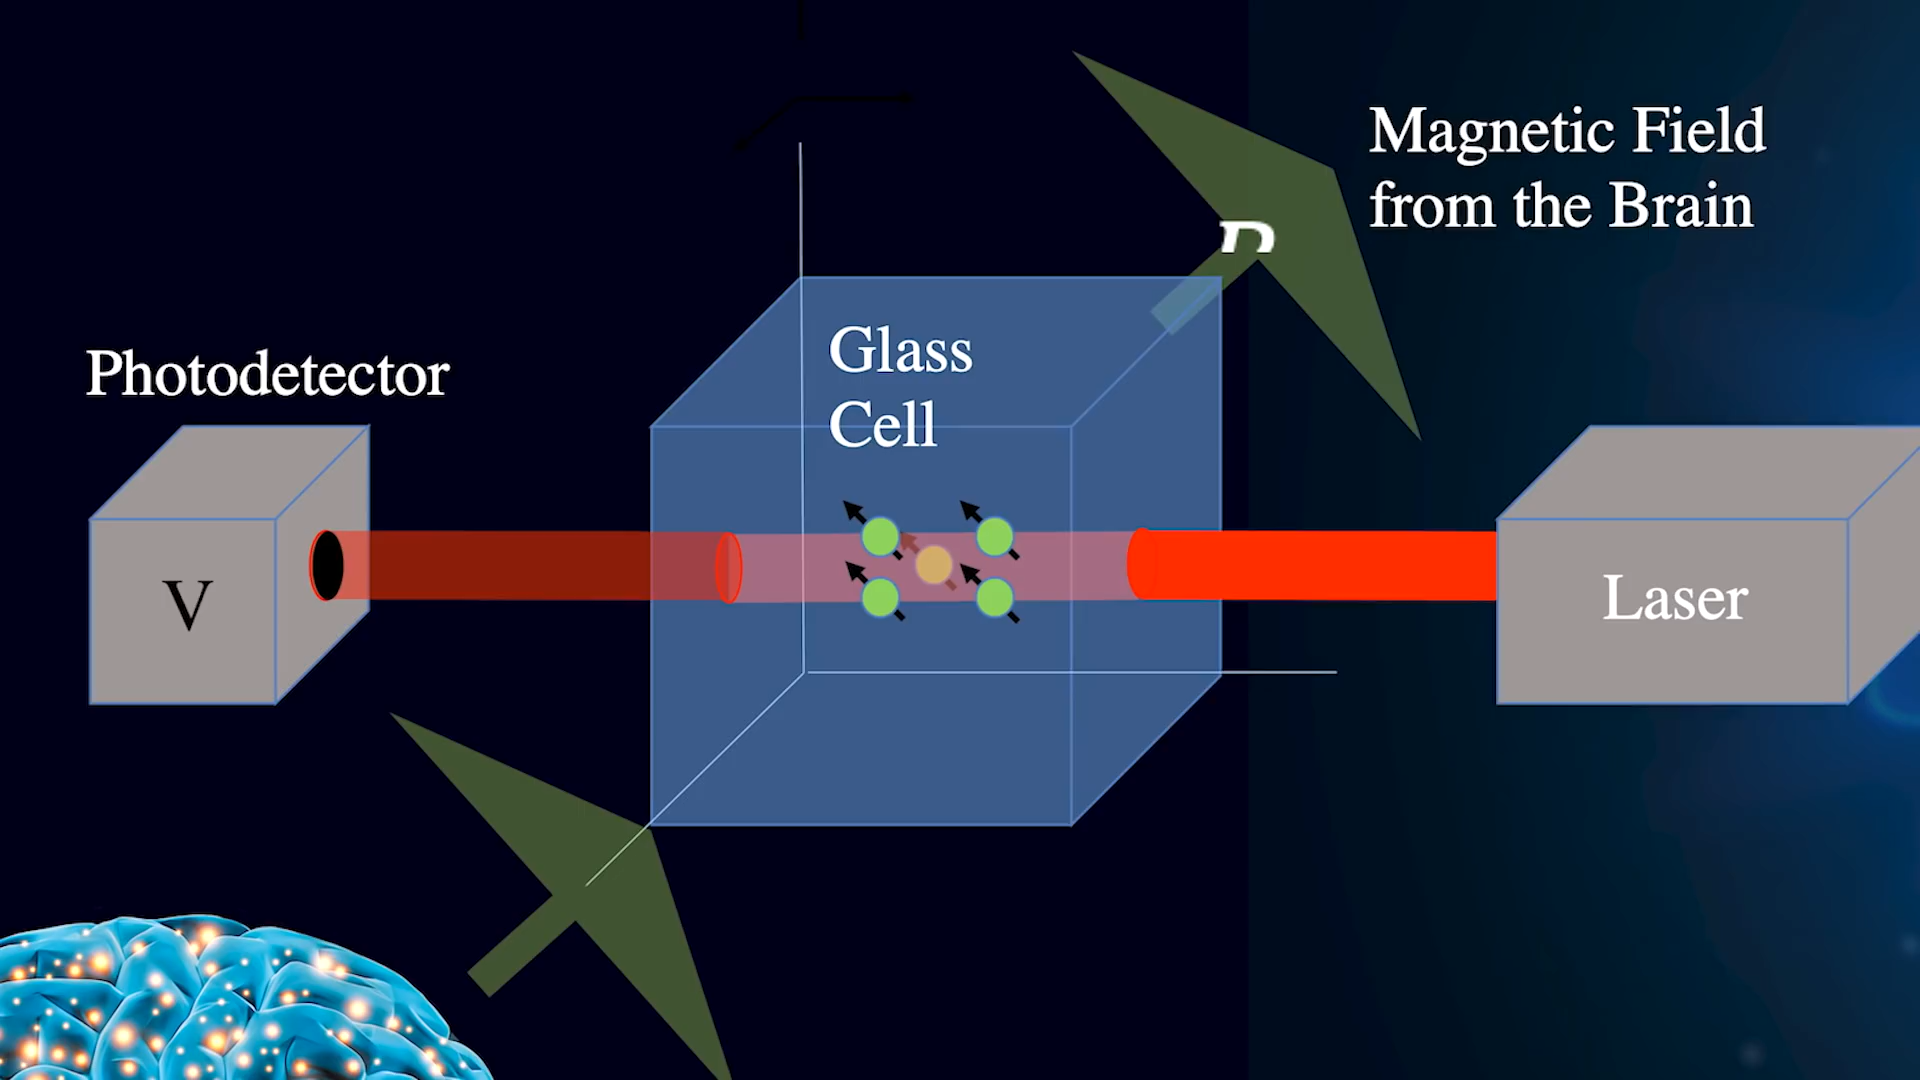 Magnetic Field
from the Brain
Photodetector
Glass
Cell
V
Laser